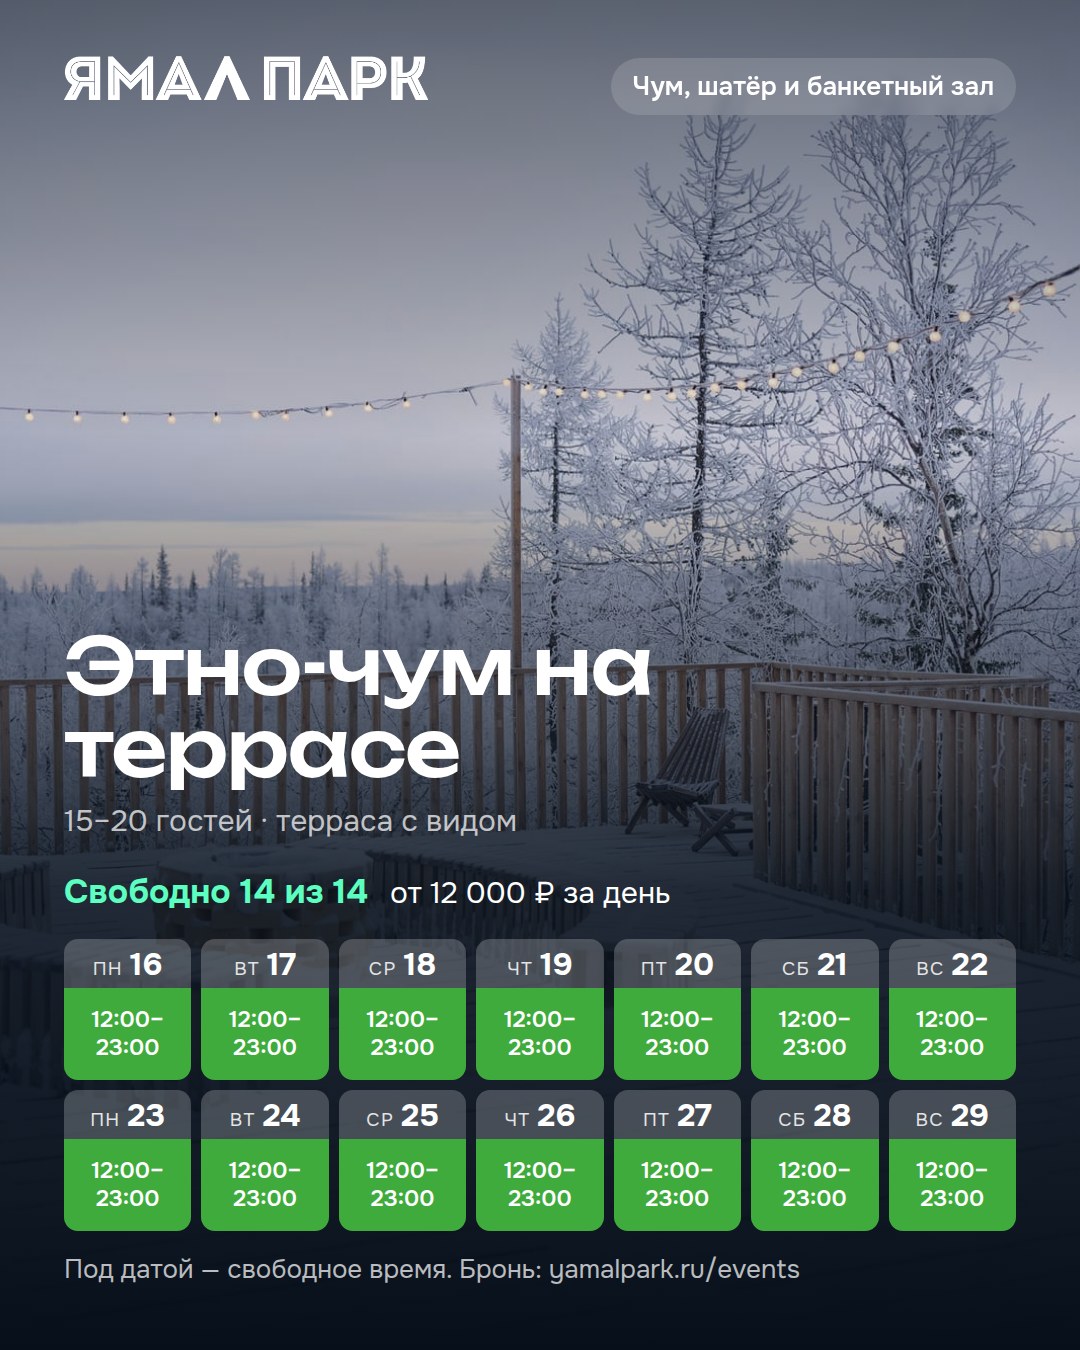 ЯМАЛ ПАРК
Чум, шатёр и банкетный зал
Этно-чум на
террасе
15–20 гостей · терраса с видом
Свободно 14 из 14 от 12 000 ₽ за день
ПН 16 ВТ 17 СР 18 ЧТ 19 ПТ 20 СБ 21 ВС 22
12:00– 12:00– 12:00– 12:00– 12:00– 12:00– 12:00–
23:00 23:00 23:00 23:00 23:00 23:00 23:00
ПН 23 ВТ 24 СР 25 ЧТ 26 ПТ 27 СБ 28 ВС 29
12:00– 12:00– 12:00– 12:00– 12:00– 12:00– 12:00–
23:00 23:00 23:00 23:00 23:00 23:00 23:00
Под датой — свободное время. Бронь: yamalpark.ru/events